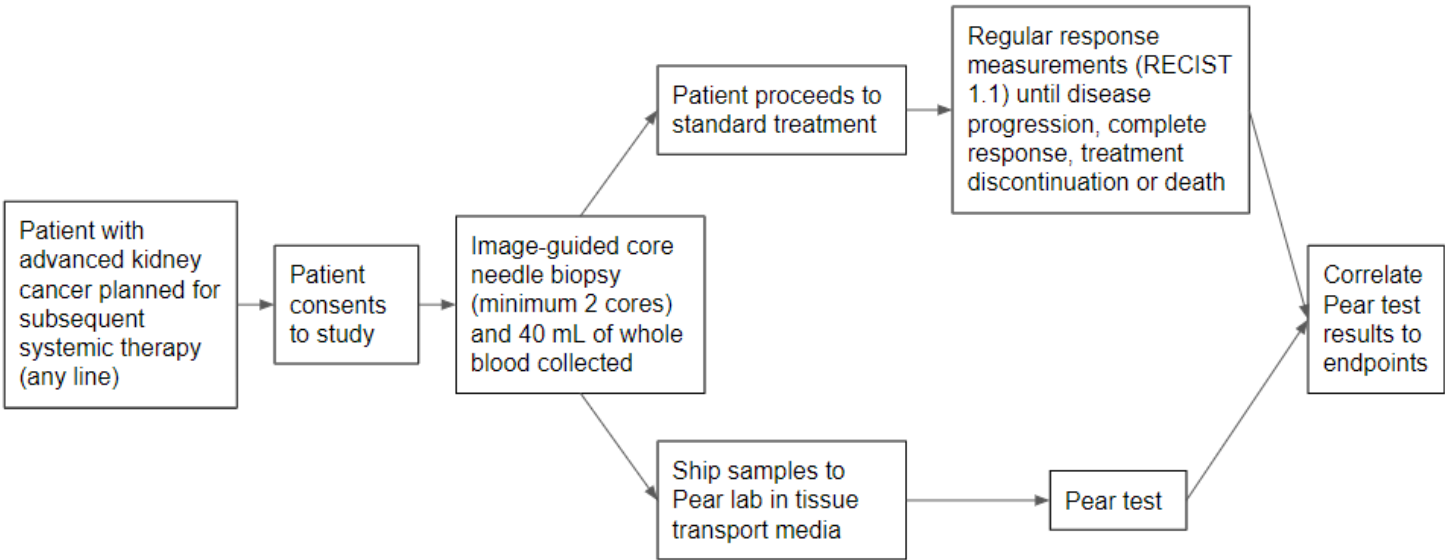 Patient with
advanced kidney
cancer planned for
subsequent
systemic therapy
(any line)
Patient
consents
to study
Image-guided core
needle biopsy
(minimum 2 cores)
and 40 mL of whole
blood collected
Patient proceeds to
standard treatment
Regular response
measurements (RECIST
1.1) until disease
progression, complete
response, treatment
discontinuation or death
Ship samples to
Pear lab in tissue
transport media
Pear test
Correlate
Pear test
results to
endpoints